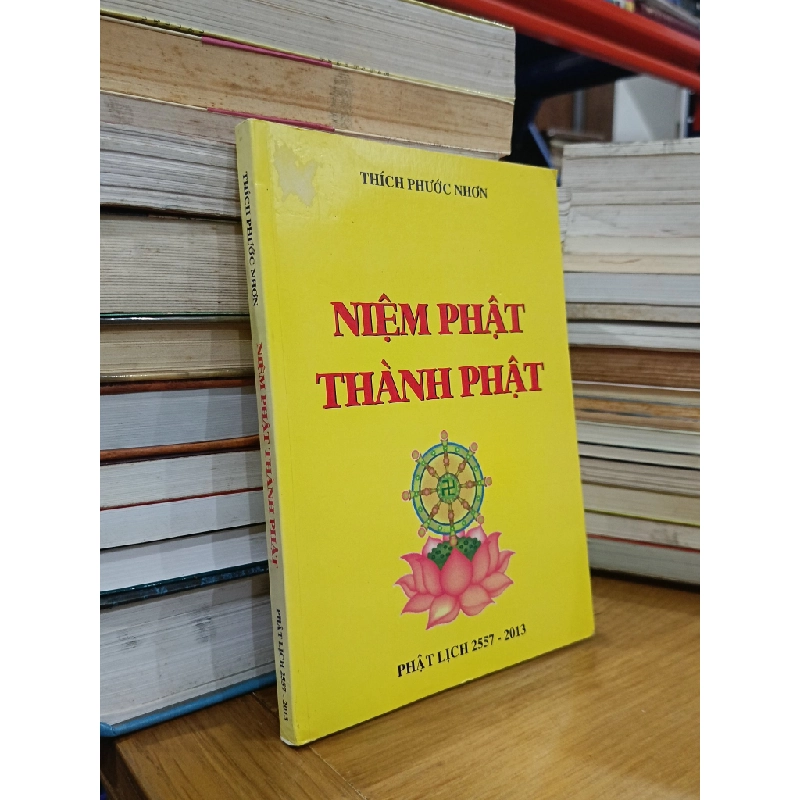 THÍCH PHƯỚC NHƠN
NIỆM PHẬT
THÀNH PHẬT
PHẬT LỊCH 2557 - 2013
THÍCH PHƯỚC NHƠN
NIỆM PHẬT THÀNH PHẬT
PHẬT LỊCH 2557 - 2013